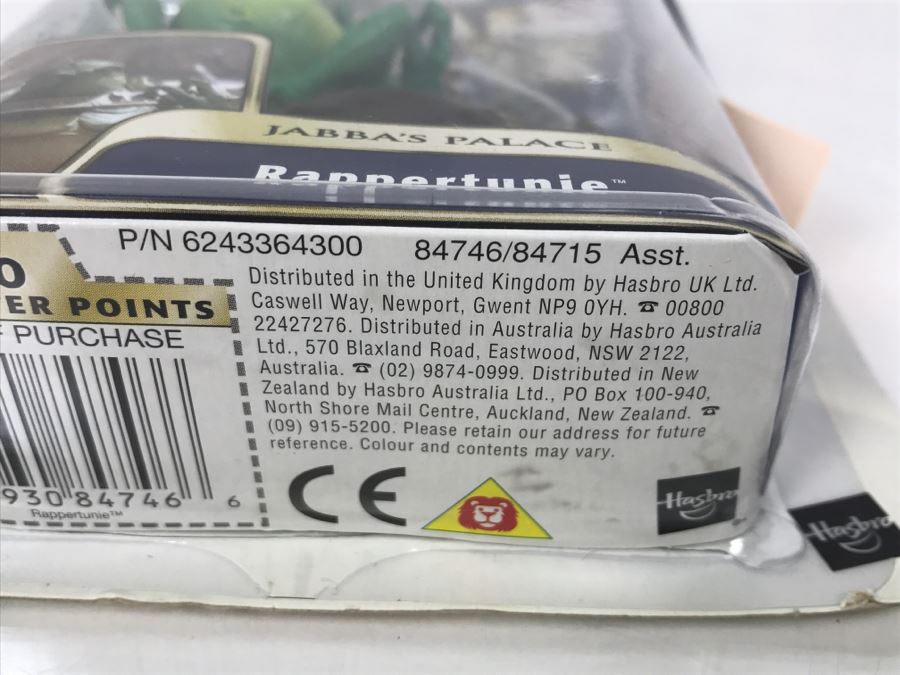 JABBA'S PALACE
Rappertunie™
P/N 6243364300 84746/84715 Asst.
O
ER POINTS
PURCHASE
93084746 6
Rappertunie™
Distributed in the United Kingdom by Hasbro UK Ltd.
Caswell Way, Newport, Gwent NP9 0YH. ☎ 00800
22427276. Distributed in Australia by Hasbro Australia
Ltd., 570 Blaxland Road, Eastwood, NSW 2122,
Australia. ☎ (02) 9874-0999. Distributed in New
Zealand by Hasbro Australia Ltd., PO Box 100-940,
North Shore Mail Centre, Auckland, New Zealand. ☎
(09) 915-5200. Please retain our address for future
reference. Colour and contents may vary.
CE
Hasbro
Hasbro